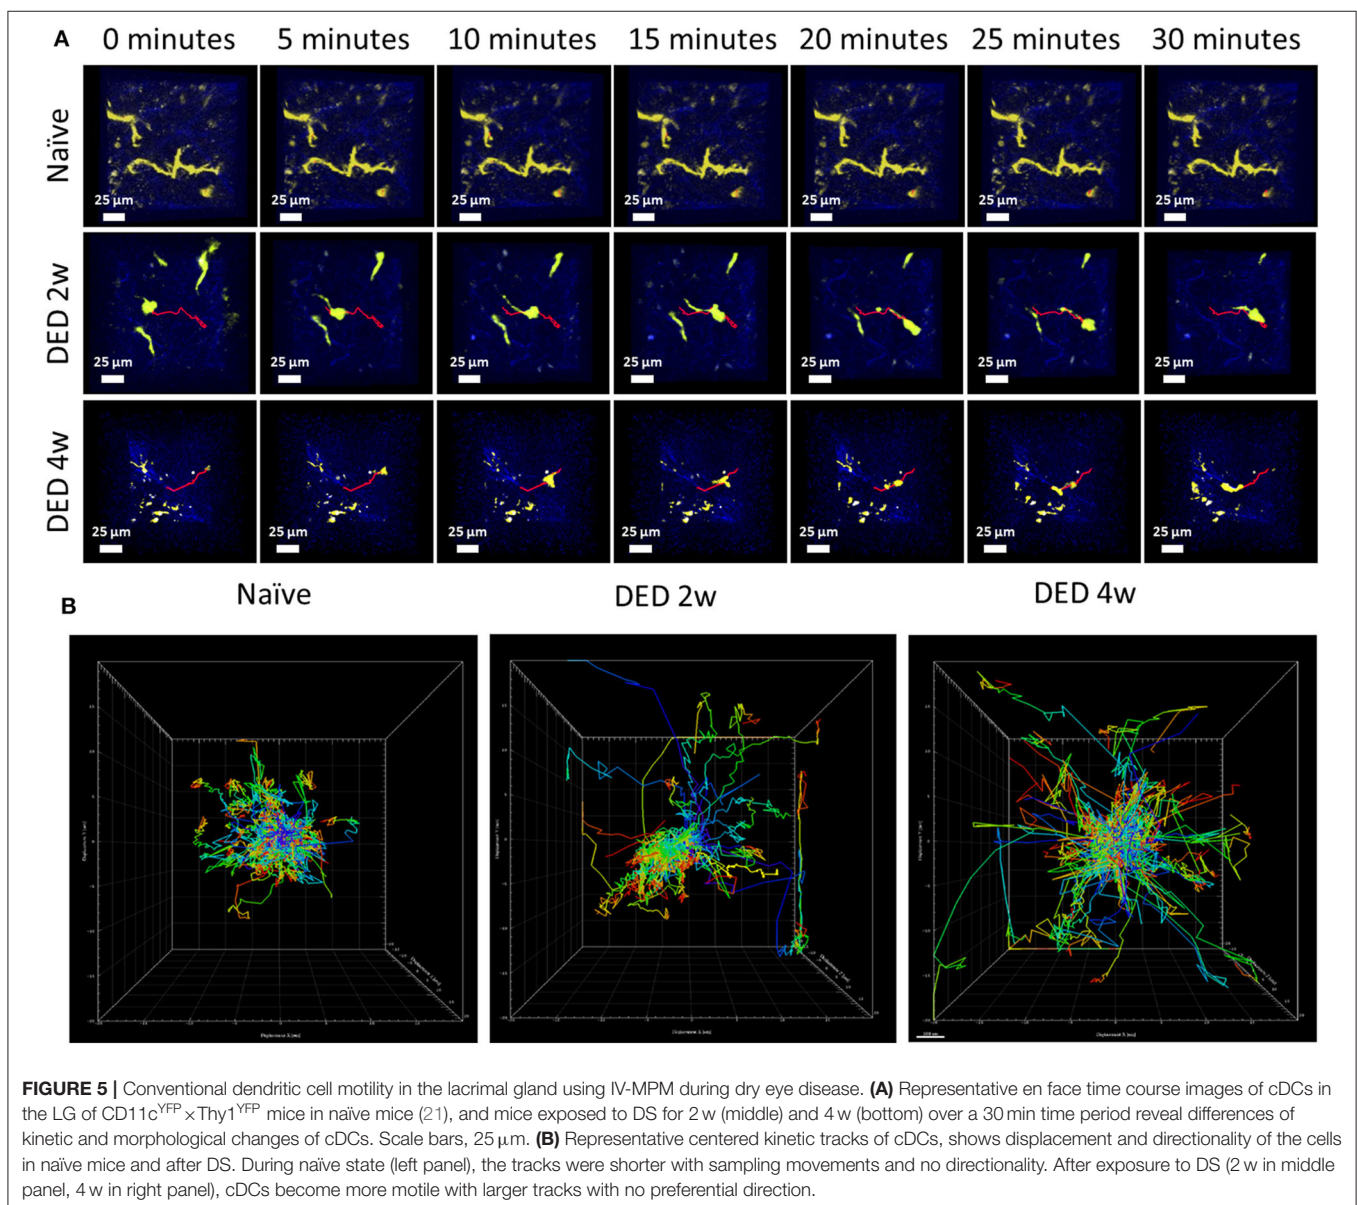 A 0 minutes 5 minutes 10 minutes 15 minutes 20 minutes 25 minutes 30 minutes
Naïve
25 µm 25 µm 25 µm 25 µm 25 µm 25 µm 25 µm
DED 2w
25 µm 25 µm 25 µm 25 µm 25 µm 25 µm 25 µm
DED 4w
25 µm 25 µm 25 µm 25 µm 25 µm 25 µm 25 µm
B Naïve DED 2w DED 4w
FIGURE 5 | Conventional dendritic cell motility in the lacrimal gland using IV-MPM during dry eye disease. (A) Representative en face time course images of cDCs in
the LG of CD11cYFP×Thy1YFP mice in naïve mice (21), and mice exposed to DS for 2 w (middle) and 4 w (bottom) over a 30 min time period reveal differences of
kinetic and morphological changes of cDCs. Scale bars, 25 µm. (B) Representative centered kinetic tracks of cDCs, shows displacement and directionality of the cells
in naïve mice and after DS. During naïve state (left panel), the tracks were shorter with sampling movements and no directionality. After exposure to DS (2 w in middle
panel, 4 w in right panel), cDCs become more motile with larger tracks with no preferential direction.